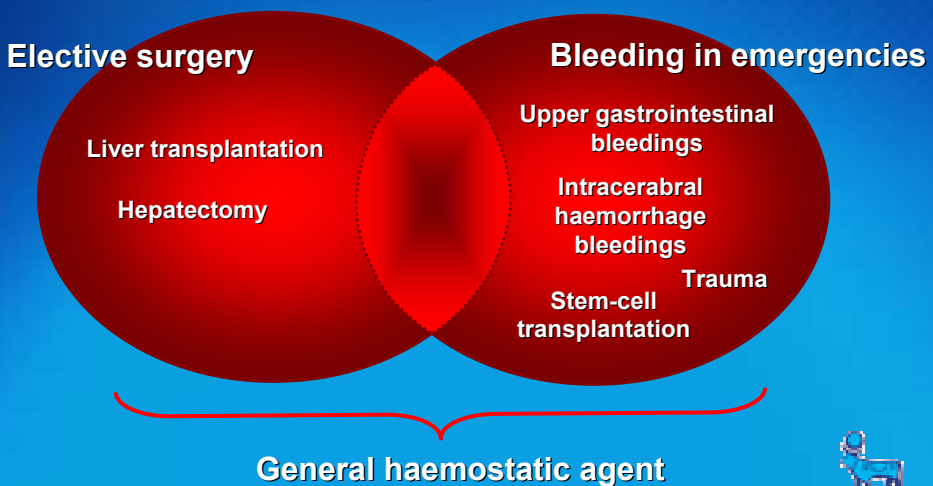 Elective surgery
Bleeding in emergencies
Liver transplantation
Hepatectomy
Upper gastrointestinal
bleedings
Intracerabral
haemorrhage
bleedings
Trauma
Stem-cell
transplantation
General haemostatic agent